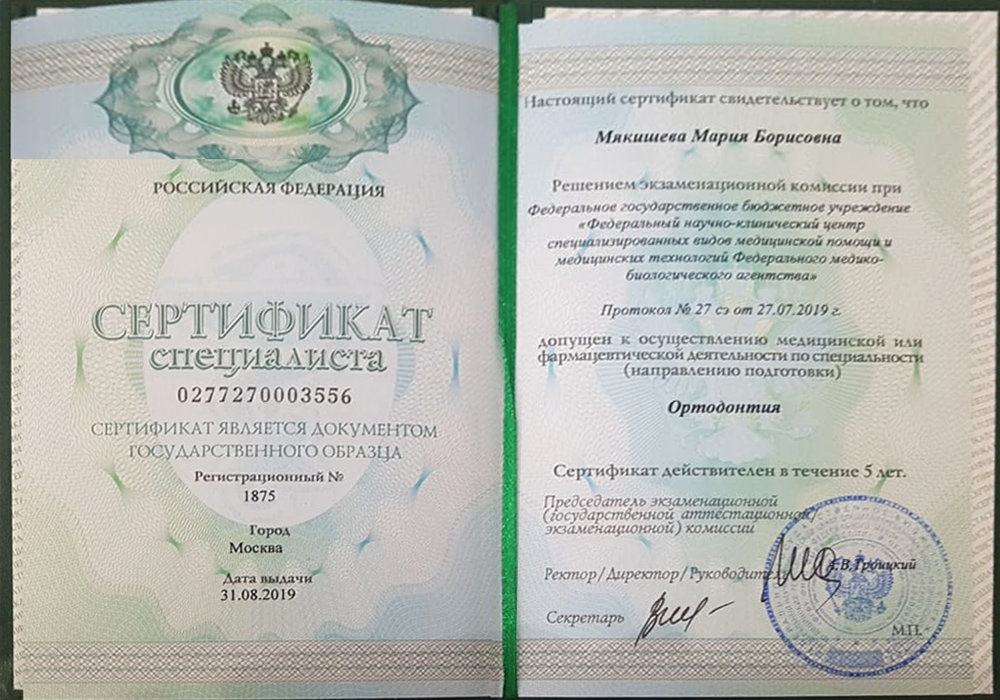 РОССИЙСКАЯ ФЕДЕРАЦИЯ
СЕРТИФИКАТ
специалиста
0277270003556
СЕРТИФИКАТ ЯВЛЯЕТСЯ ДОКУМЕНТОМ
ГОСУДАРСТВЕННОГО ОБРАЗЦА
Регистрационный №
1875
Город
Москва
Дата выдачи
31.08.2019
Настоящий сертификат свидетельствует о том, что
Мякишева Мария Борисовна
Решением экзаменационной комиссии при
Федеральное государственное бюджетное учреждение
«Федеральный научно-клинический центр
специализированных видов медицинской помощи и
медицинских технологий Федерального медико-
биологического агентства»
Протокол № 27 сэ от 27.07.2019 г.
допущен к осуществлению медицинской или
фармацевтической деятельности по специальности
(направлению подготовки)
Ортодонтия
Сертификат действителен в течение 5 лет.
Председатель экзаменационной
(государственной аттестационной/
экзаменационной) комиссии
Ректор/Директор/Руководитель
А.В.Троицкий
Секретарь
М.П.